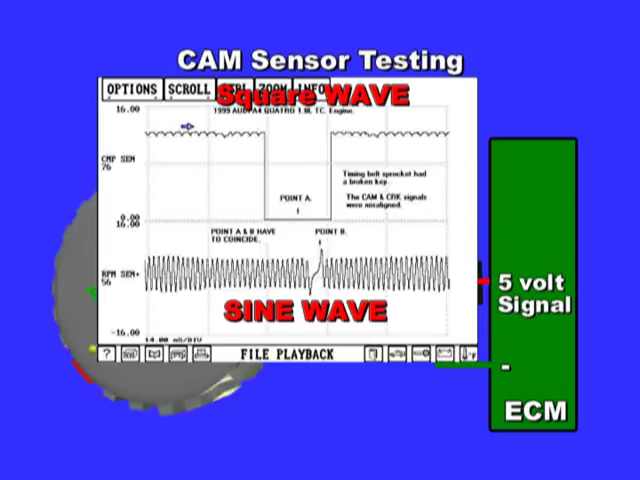 CAM Sensor Testing
OPTIONS SCROLL ZOOM INFO
Square WAVE
16.00
1999 AUDI A4 QUATRO 1.8L TC. Engine.
CMP SEN
76
Timing belt sprocket had
a broken key.
The CAM & CRK signals
were misaligned.
POINT A.
0.00
16.00
POINT A & B HAVE
TO COINCIDE.
POINT B.
RPM SEN+
56
5 volt
Signal
SINE WAVE
-16.00
14.00 mS/DIV
? FILE PLAYBACK
-
ECM